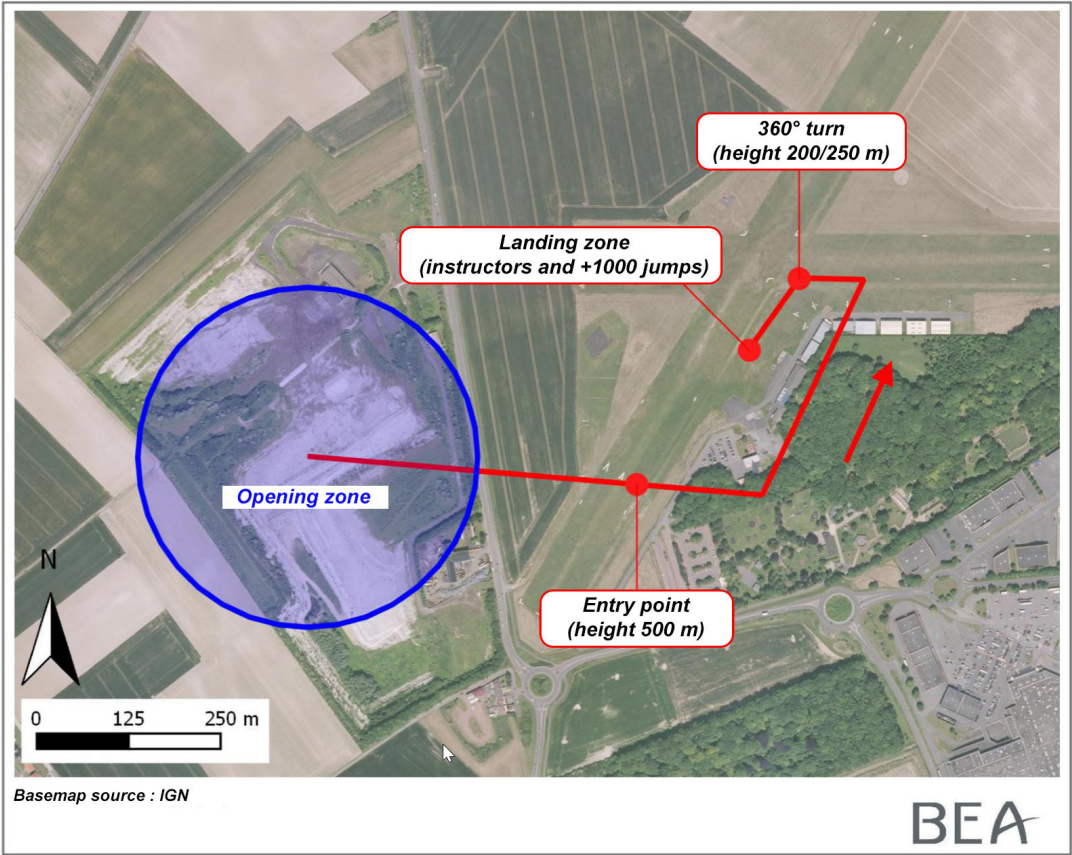 360° turn
(height 200/250 m)
Landing zone
(instructors and +1000 jumps)
Opening zone
Entry point
(height 500 m)
N
0 125 250 m
Basemap source : IGN
BEA